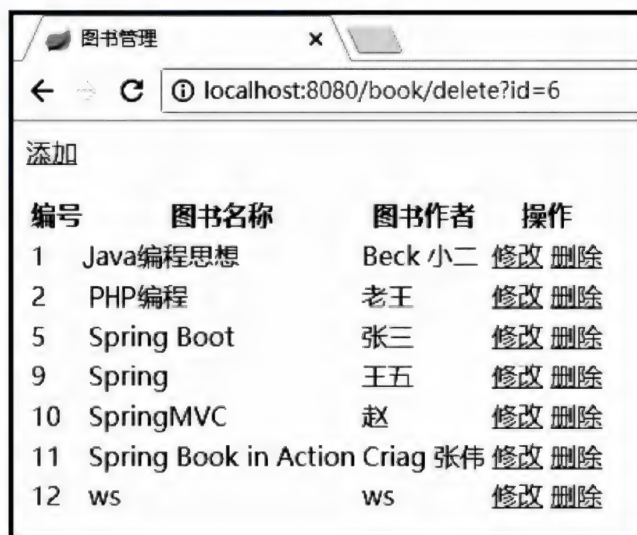 图书管理
localhost:8080/book/delete?id=6
添加
编号 图书名称 图书作者 操作
1 Java编程思想 Beck 小二 修改 删除
2 PHP编程 老王 修改 删除
5 Spring Boot 张三 修改 删除
9 Spring 王五 修改 删除
10 SpringMVC 赵 修改 删除
11 Spring Book in Action Criag 张伟 修改 删除
12 ws ws 修改 删除